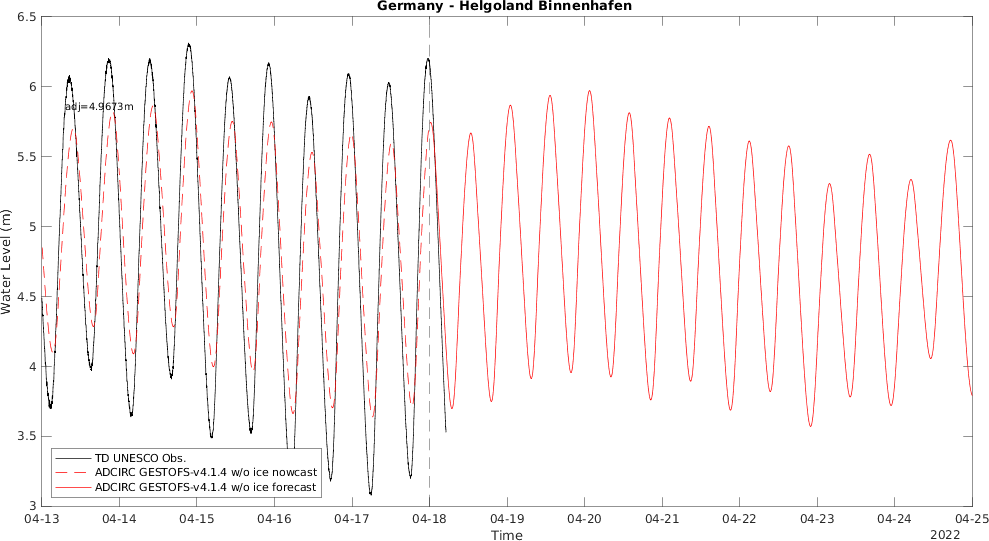 Germany - Helgoland Binnenhafen
6.5
6
5.5
5
4.5
4
3.5
3
Water Level (m)
adj=4.9673m
TD UNESCO Obs.
ADCIRC GESTOFS-v4.1.4 w/o ice nowcast
ADCIRC GESTOFS-v4.1.4 w/o ice forecast
04-13 04-14 04-15 04-16 04-17 04-18 04-19 04-20 04-21 04-22 04-23 04-24 04-25
Time
2022